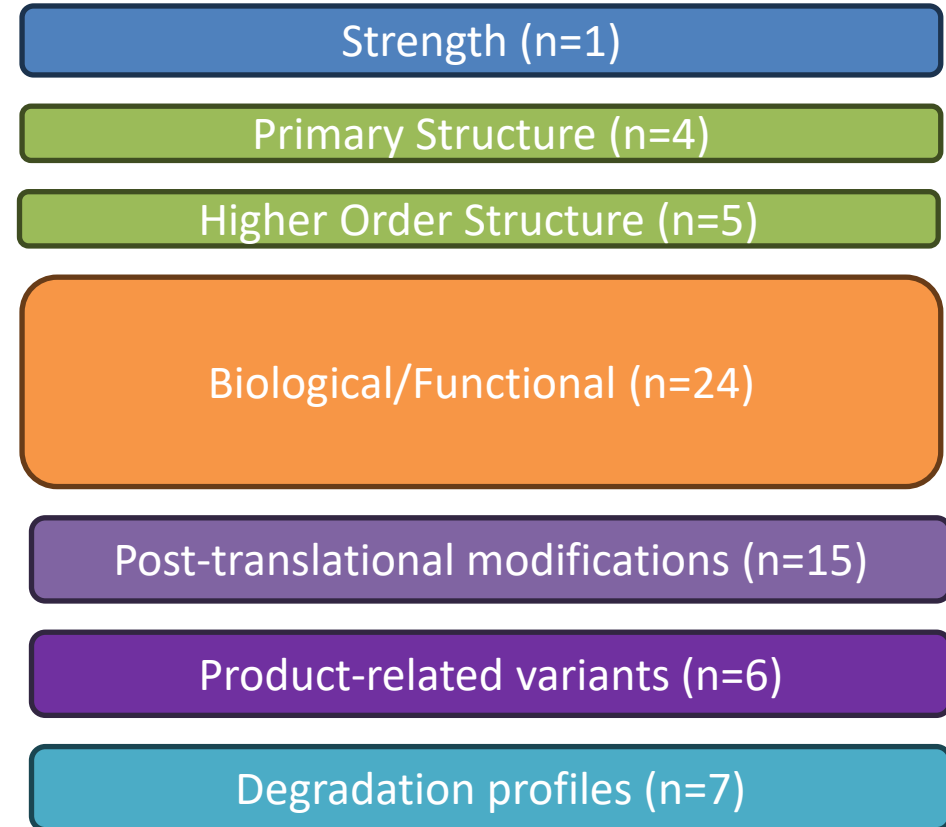 Strength (n=1)
Primary Structure (n=4)
Higher Order Structure (n=5)
Biological/Functional (n=24)
Post-translational modifications (n=15)
Product-related variants (n=6)
Degradation profiles (n=7)